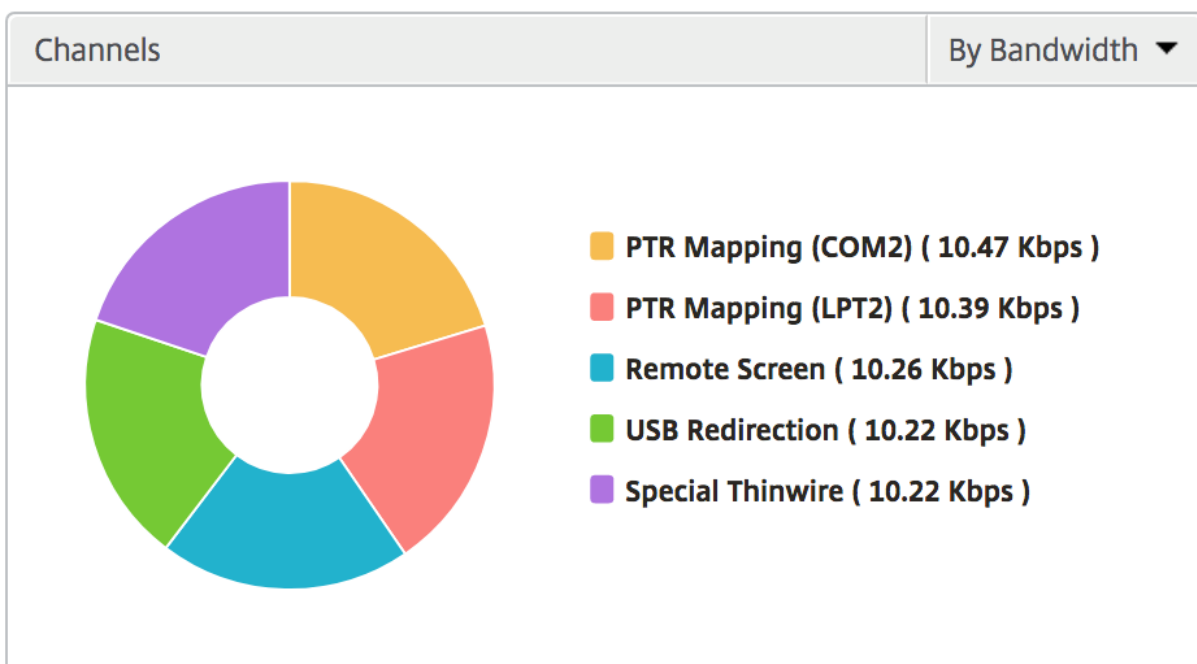 Channels
By Bandwidth
PTR Mapping (COM2) ( 10.47 Kbps )
PTR Mapping (LPT2) ( 10.39 Kbps )
Remote Screen ( 10.26 Kbps )
USB Redirection ( 10.22 Kbps )
Special Thinwire ( 10.22 Kbps )